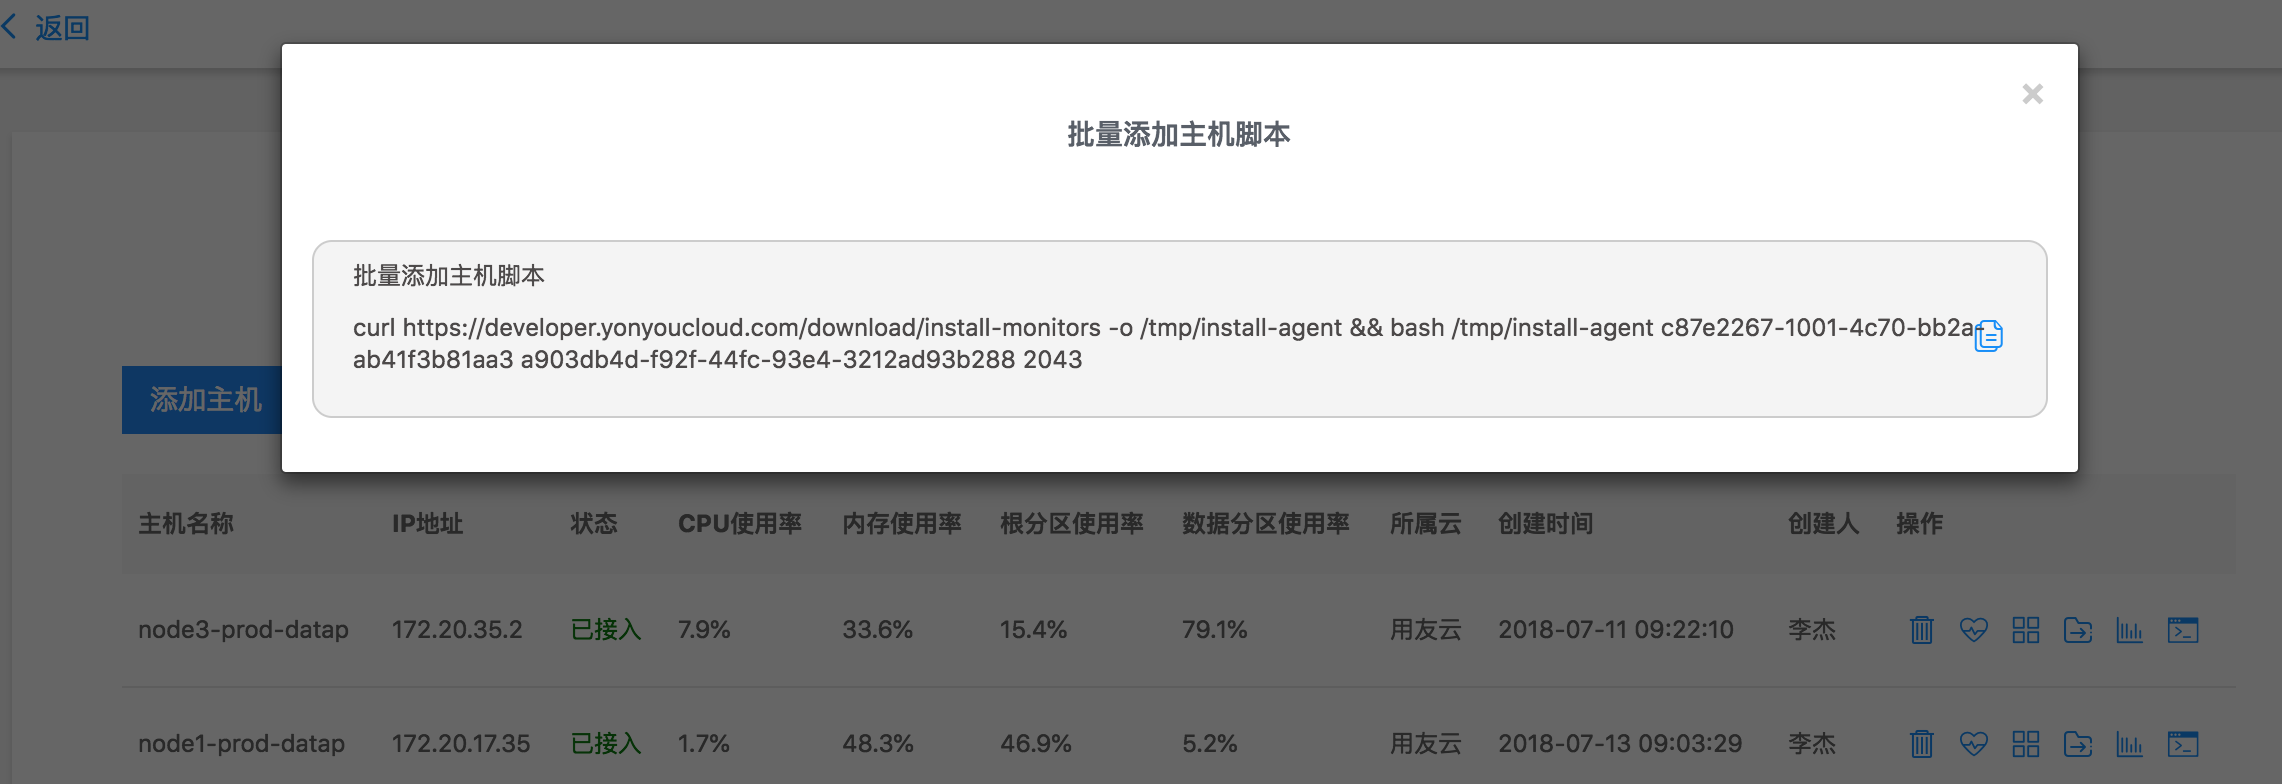 返回
批量添加主机脚本
批量添加主机脚本
curl https://developer.yonyoucloud.com/download/install-monitors -o /tmp/install-agent && bash /tmp/install-agent c87e2267-1001-4c70-bb2a-
ab41f3b81aa3 a903db4d-f92f-44fc-93e4-3212ad93b288 2043
添加主机
主机名称 IP地址 状态 CPU使用率 内存使用率 根分区使用率 数据分区使用率 所属云 创建时间 创建人 操作
node3-prod-datap 172.20.35.2 已接入 7.9% 33.6% 15.4% 79.1% 用友云 2018-07-11 09:22:10 李杰
node1-prod-datap 172.20.17.35 已接入 1.7% 48.3% 46.9% 5.2% 用友云 2018-07-13 09:03:29 李杰